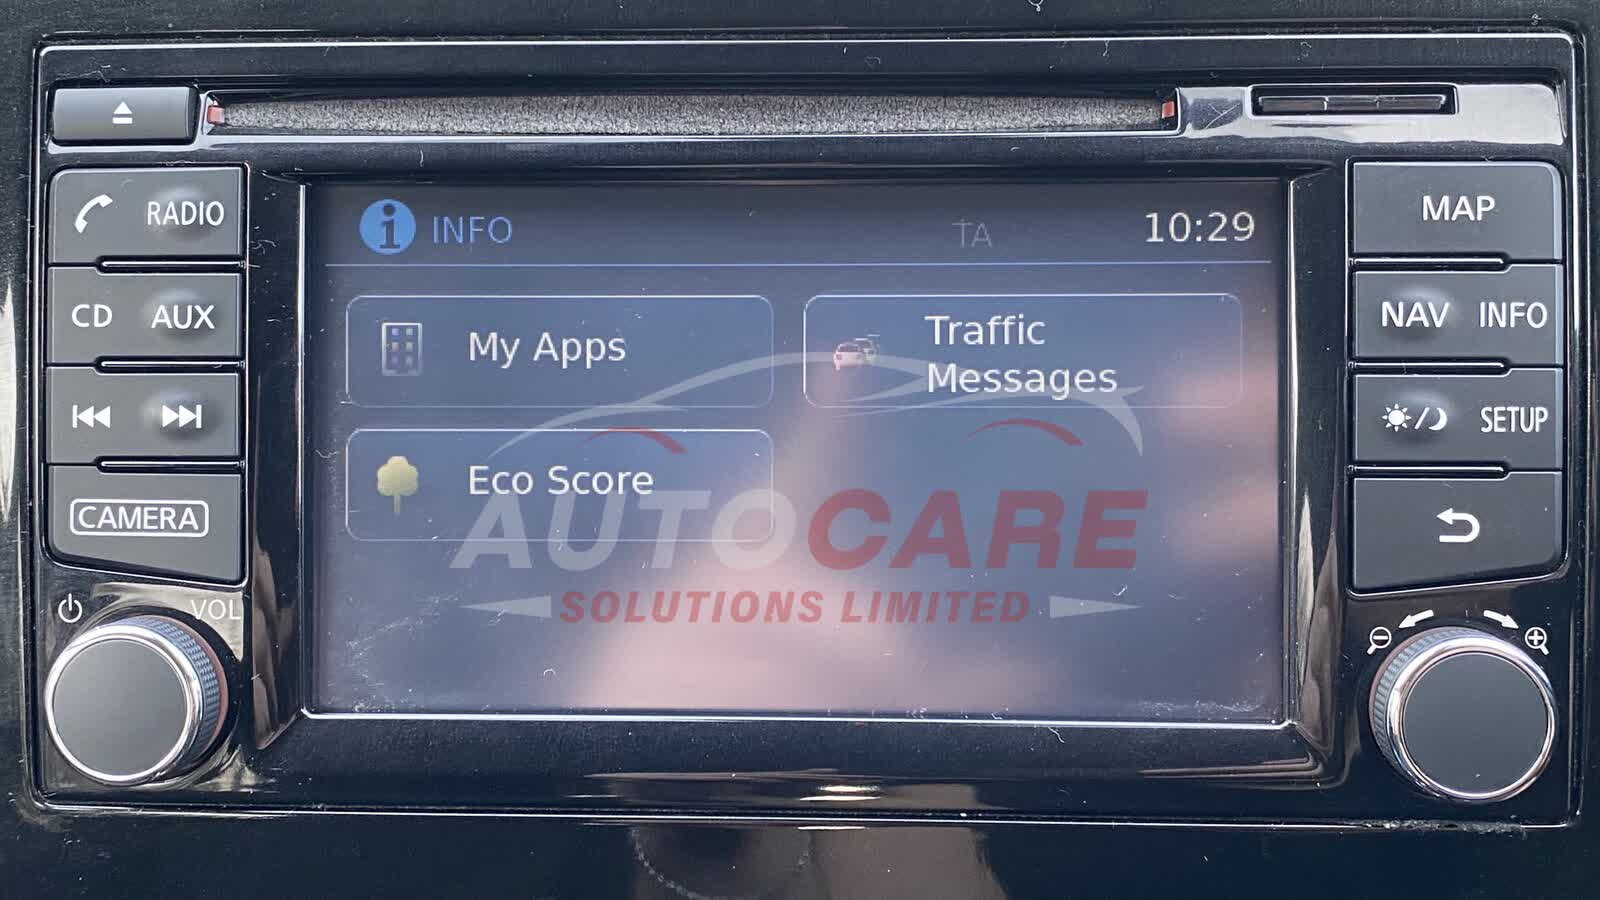 RADIO
CD AUX
CAMERA
VOL
INFO TA 10:29
My Apps
Traffic
Messages
Eco Score
AUTOCARE
SOLUTIONS LIMITED
MAP
NAV INFO
SETUP